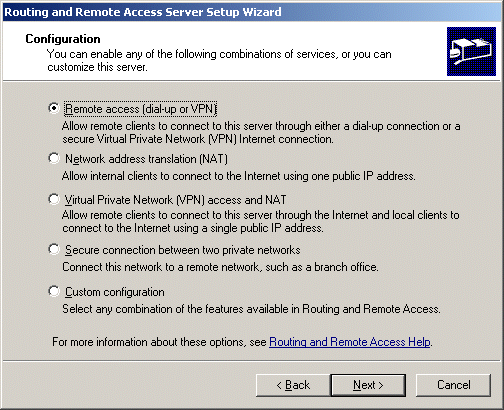 Routing and Remote Access Server Setup Wizard
Configuration
You can enable any of the following combinations of services, or you can
customize this server.
Remote access (dial-up or VPN)
Allow remote clients to connect to this server through either a dial-up connection or a
secure Virtual Private Network (VPN) Internet connection.
Network address translation (NAT)
Allow internal clients to connect to the Internet using one public IP address.
Virtual Private Network (VPN) access and NAT
Allow remote clients to connect to this server through the Internet and local clients to
connect to the Internet using a single public IP address.
Secure connection between two private networks
Connect this network to a remote network, such as a branch office.
Custom configuration
Select any combination of the features available in Routing and Remote Access.
For more information about these options, see Routing and Remote Access Help.
< Back Next > Cancel